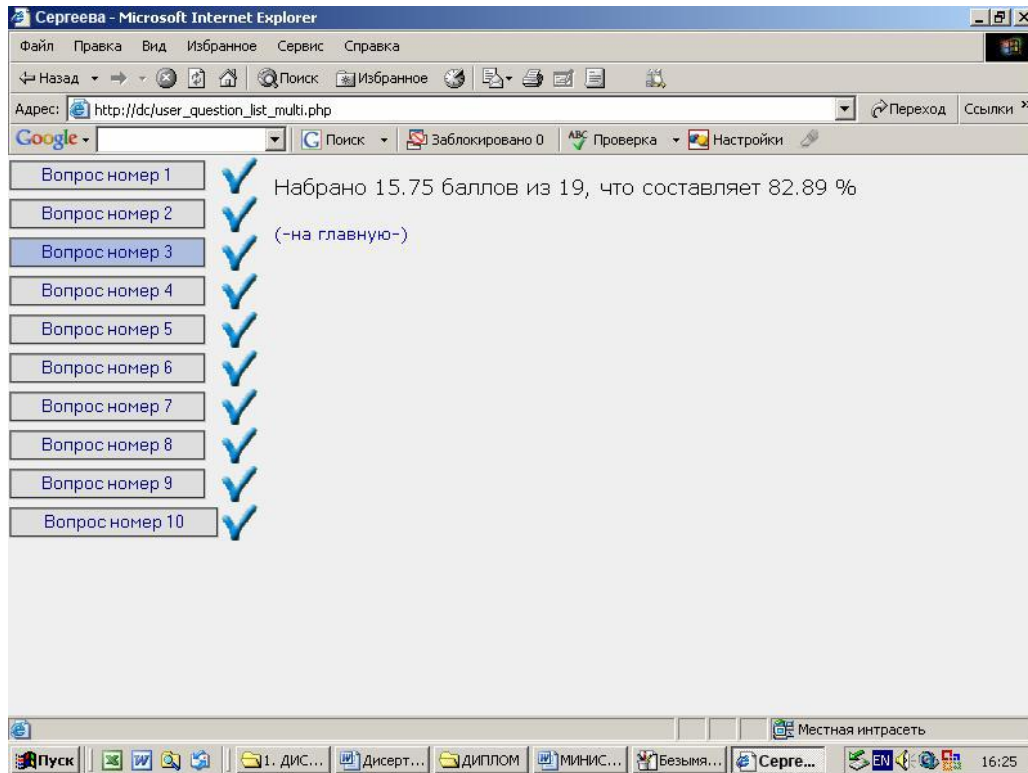 Сергеева - Microsoft Internet Explorer
Файл Правка Вид Избранное Сервис Справка
Назад Поиск Избранное
Адрес: http://dc/user_question_list_multi.php Переход Ссылки »
Google Поиск Заблокировано 0 ABC Проверка Настройки
Вопрос номер 1
Набрано 15.75 баллов из 19, что составляет 82.89 %
Вопрос номер 2
(-на главную-)
Вопрос номер 3
Вопрос номер 4
Вопрос номер 5
Вопрос номер 6
Вопрос номер 7
Вопрос номер 8
Вопрос номер 9
Вопрос номер 10
Местная интрасеть
Пуск 1. ДИС... Дисерт... ДИПЛОМ МИНИС... Безымя... Серге... EN 16:25